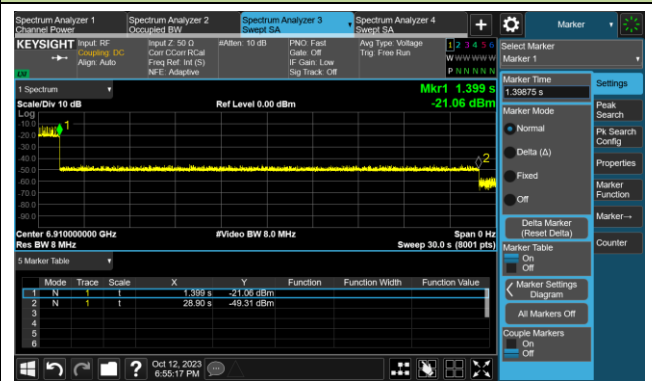 Spectrum Analyzer 1
Channel Power
Spectrum Analyzer 2
Occupied BW
Spectrum Analyzer 3
Swept SA
Spectrum Analyzer 4
Swept SA
+
Marker
KEYSIGHT
Input: RF
Coupling: DC
Align: Auto
Input Z: 50 Ω
Corr CCorr RCal
Freq Ref: Int (S)
NFE: Adaptive
#Atten: 10 dB
PNO: Fast
Gate: Off
IF Gain: Low
Sig Track: Off
Avg Type: Voltage
Trig: Free Run
1 2 3 4 5 6
W W W W W W
P N N N N N
Select Marker
Marker 1
1 Spectrum
Mkr1 1.399 s
-21.06 dBm
Scale/Div 10 dB
Ref Level 0.00 dBm
Log
-10.0
-20.0
-30.0
-40.0
-50.0
-60.0
-70.0
-80.0
-90.0
1
2
Center 6.910000000 GHz
Res BW 8 MHz
#Video BW 8.0 MHz
Span 0 Hz
Sweep 30.0 s (8001 pts)
5 Marker Table
Mode Trace Scale X Y Function Function Width Function Value
1 N 1 t 1.399 s -21.06 dBm
2 N 1 t 28.90 s -49.31 dBm
3
4
5
6
Marker Time
1.39875 s
Marker Mode
Normal
Delta (Δ)
Fixed
Off
Delta Marker
(Reset Delta)
Marker Table
On
Off
Marker Settings
Diagram
All Markers Off
Couple Markers
On
Off
Settings
Peak
Search
Pk Search
Config
Properties
Marker
Function
Marker→
Counter
?
Oct 12, 2023
6:55:17 PM